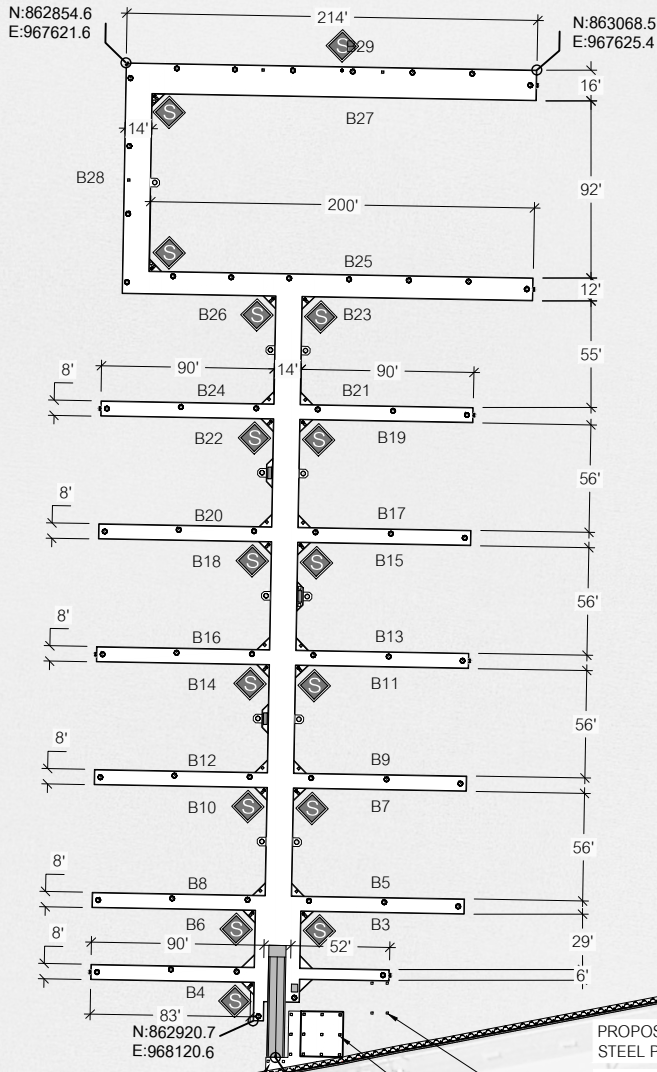 N:862854.6
E:967621.6
214'
N:863068.5
E:967625.4
S B29
16'
S
B27
14'
B28
92'
200'
S
B25
12'
B26 S S B23
55'
90' 14' 90'
8'
B24 B21
B22 S S B19
56'
8'
B20 B17
B18 S S B15
56'
8'
B16 B13
B14 S S B11
56'
8'
B12 B9
B10 S S B7
56'
8'
B8 B5
B6 S S B3
29'
8'
90' 52'
6'
B4 S
83'
N:862920.7
E:968120.6
STEEL